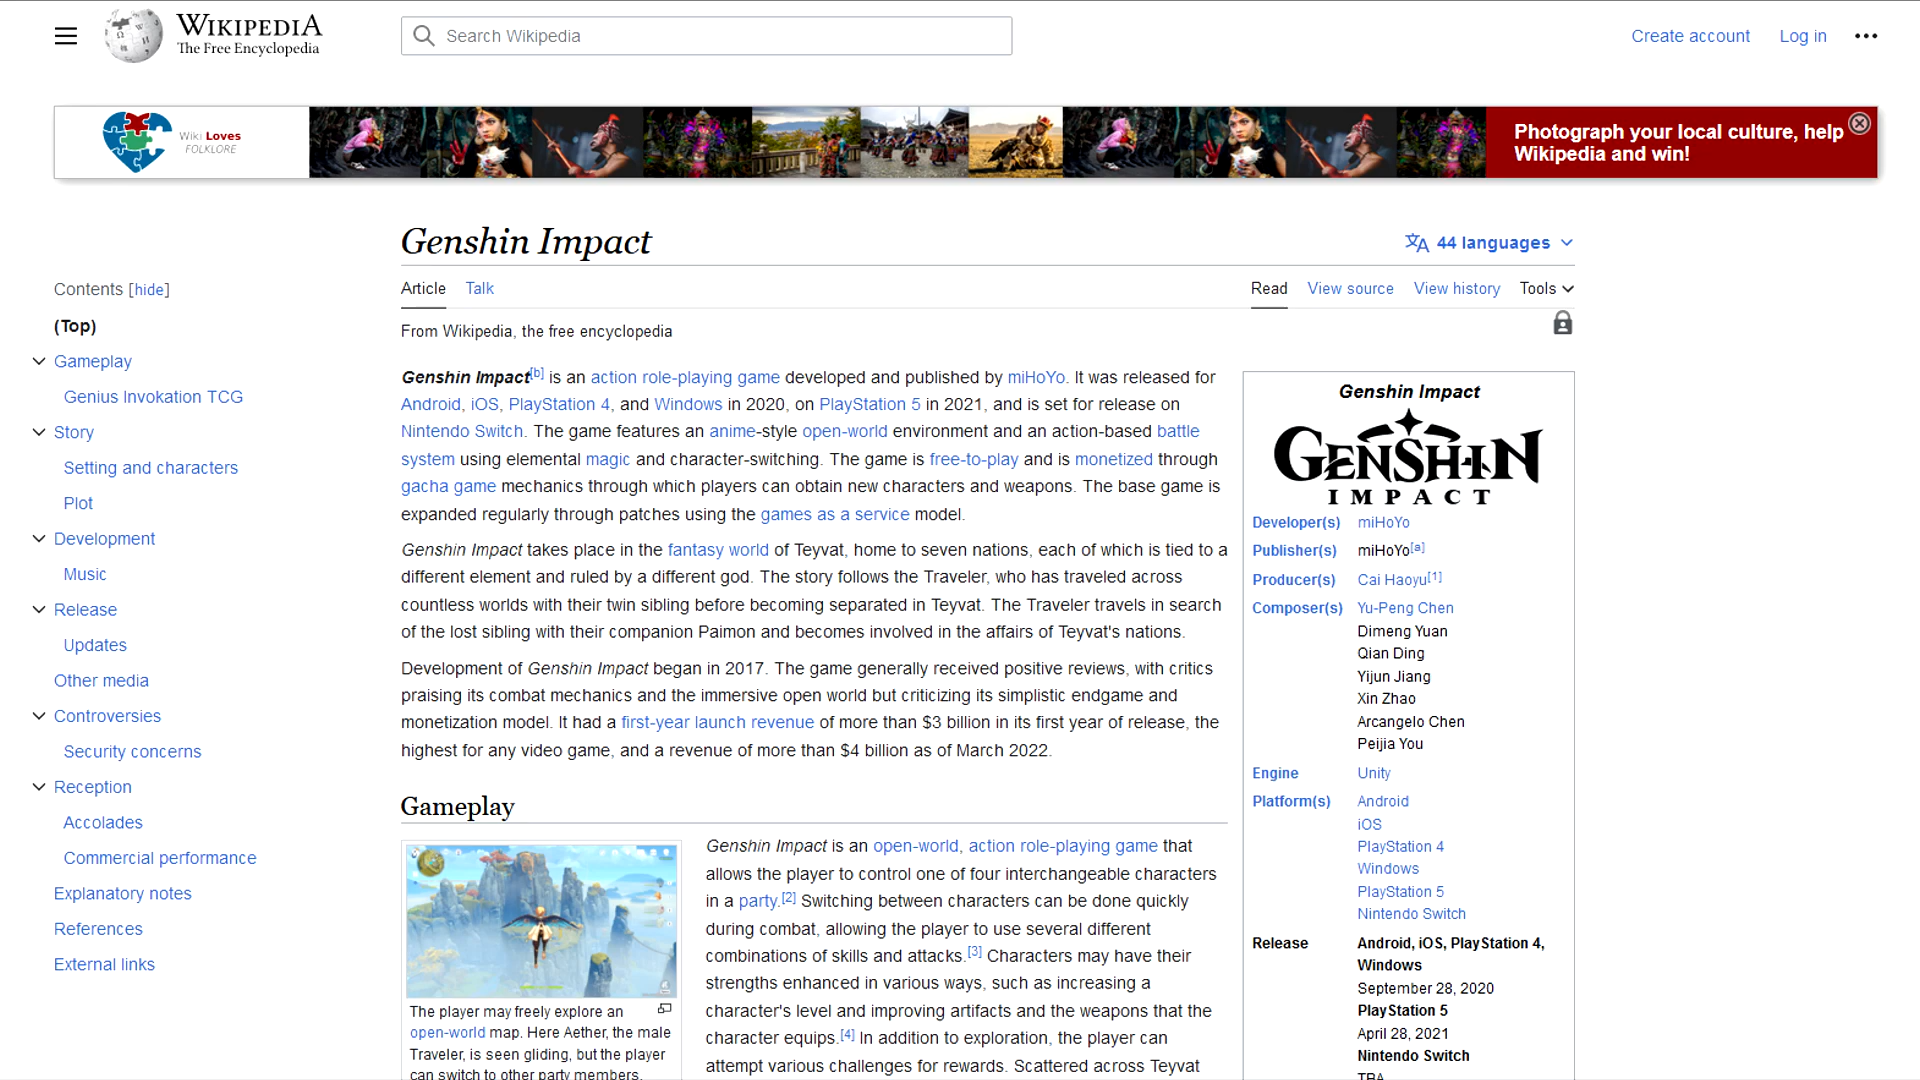 WIKIPEDIA
The Free Encyclopedia
Search Wikipedia
Create account
Log in
Wiki Loves
FOLKLORE
Photograph your local culture, help
Wikipedia and win!
Genshin Impact
44 languages
Article
Talk
Read
View source
View history
Tools
From Wikipedia, the free encyclopedia
Contents [hide]
(Top)
Gameplay
Genius Invokation TCG
Story
Setting and characters
Plot
Development
Music
Release
Updates
Other media
Controversies
Security concerns
Reception
Accolades
Commercial performance
Explanatory notes
References
External links
Genshin Impact[b] is an action role-playing game developed and published by miHoYo. It was released for
Android, iOS, PlayStation 4, and Windows in 2020, on PlayStation 5 in 2021, and is set for release on
Nintendo Switch. The game features an anime-style open-world environment and an action-based battle
system using elemental magic and character-switching. The game is free-to-play and is monetized through
gacha game mechanics through which players can obtain new characters and weapons. The base game is
expanded regularly through patches using the games as a service model.
Genshin Impact takes place in the fantasy world of Teyvat, home to seven nations, each of which is tied to a
different element and ruled by a different god. The story follows the Traveler, who has traveled across
countless worlds with their twin sibling before becoming separated in Teyvat. The Traveler travels in search
of the lost sibling with their companion Paimon and becomes involved in the affairs of Teyvat's nations.
Development of Genshin Impact began in 2017. The game generally received positive reviews, with critics
praising its combat mechanics and the immersive open world but criticizing its simplistic endgame and
monetization model. It had a first-year launch revenue of more than $3 billion in its first year of release, the
highest for any video game, and a revenue of more than $4 billion as of March 2022.
Gameplay
The player may freely explore an
open-world map. Here Aether, the male
Traveler, is seen gliding, but the player
can switch to other party members.
Genshin Impact is an open-world, action role-playing game that
allows the player to control one of four interchangeable characters
in a party.[2] Switching between characters can be done quickly
during combat, allowing the player to use several different
combinations of skills and attacks.[3] Characters may have their
strengths enhanced in various ways, such as increasing a
character's level and improving artifacts and the weapons that the
character equips.[4] In addition to exploration, the player can
attempt various challenges for rewards. Scattered across Teyvat
Genshin Impact
GENSHIN
IMPACT
Developer(s) miHoYo
Publisher(s) miHoYo[a]
Producer(s) Cai Haoyu[1]
Composer(s) Yu-Peng Chen
Dimeng Yuan
Qian Ding
Yijun Jiang
Xin Zhao
Arcangelo Chen
Peijia You
Engine Unity
Platform(s) Android
iOS
PlayStation 4
Windows
PlayStation 5
Nintendo Switch
Release Android, iOS, PlayStation 4,
Windows
September 28, 2020
PlayStation 5
April 28, 2021
Nintendo Switch
TBA